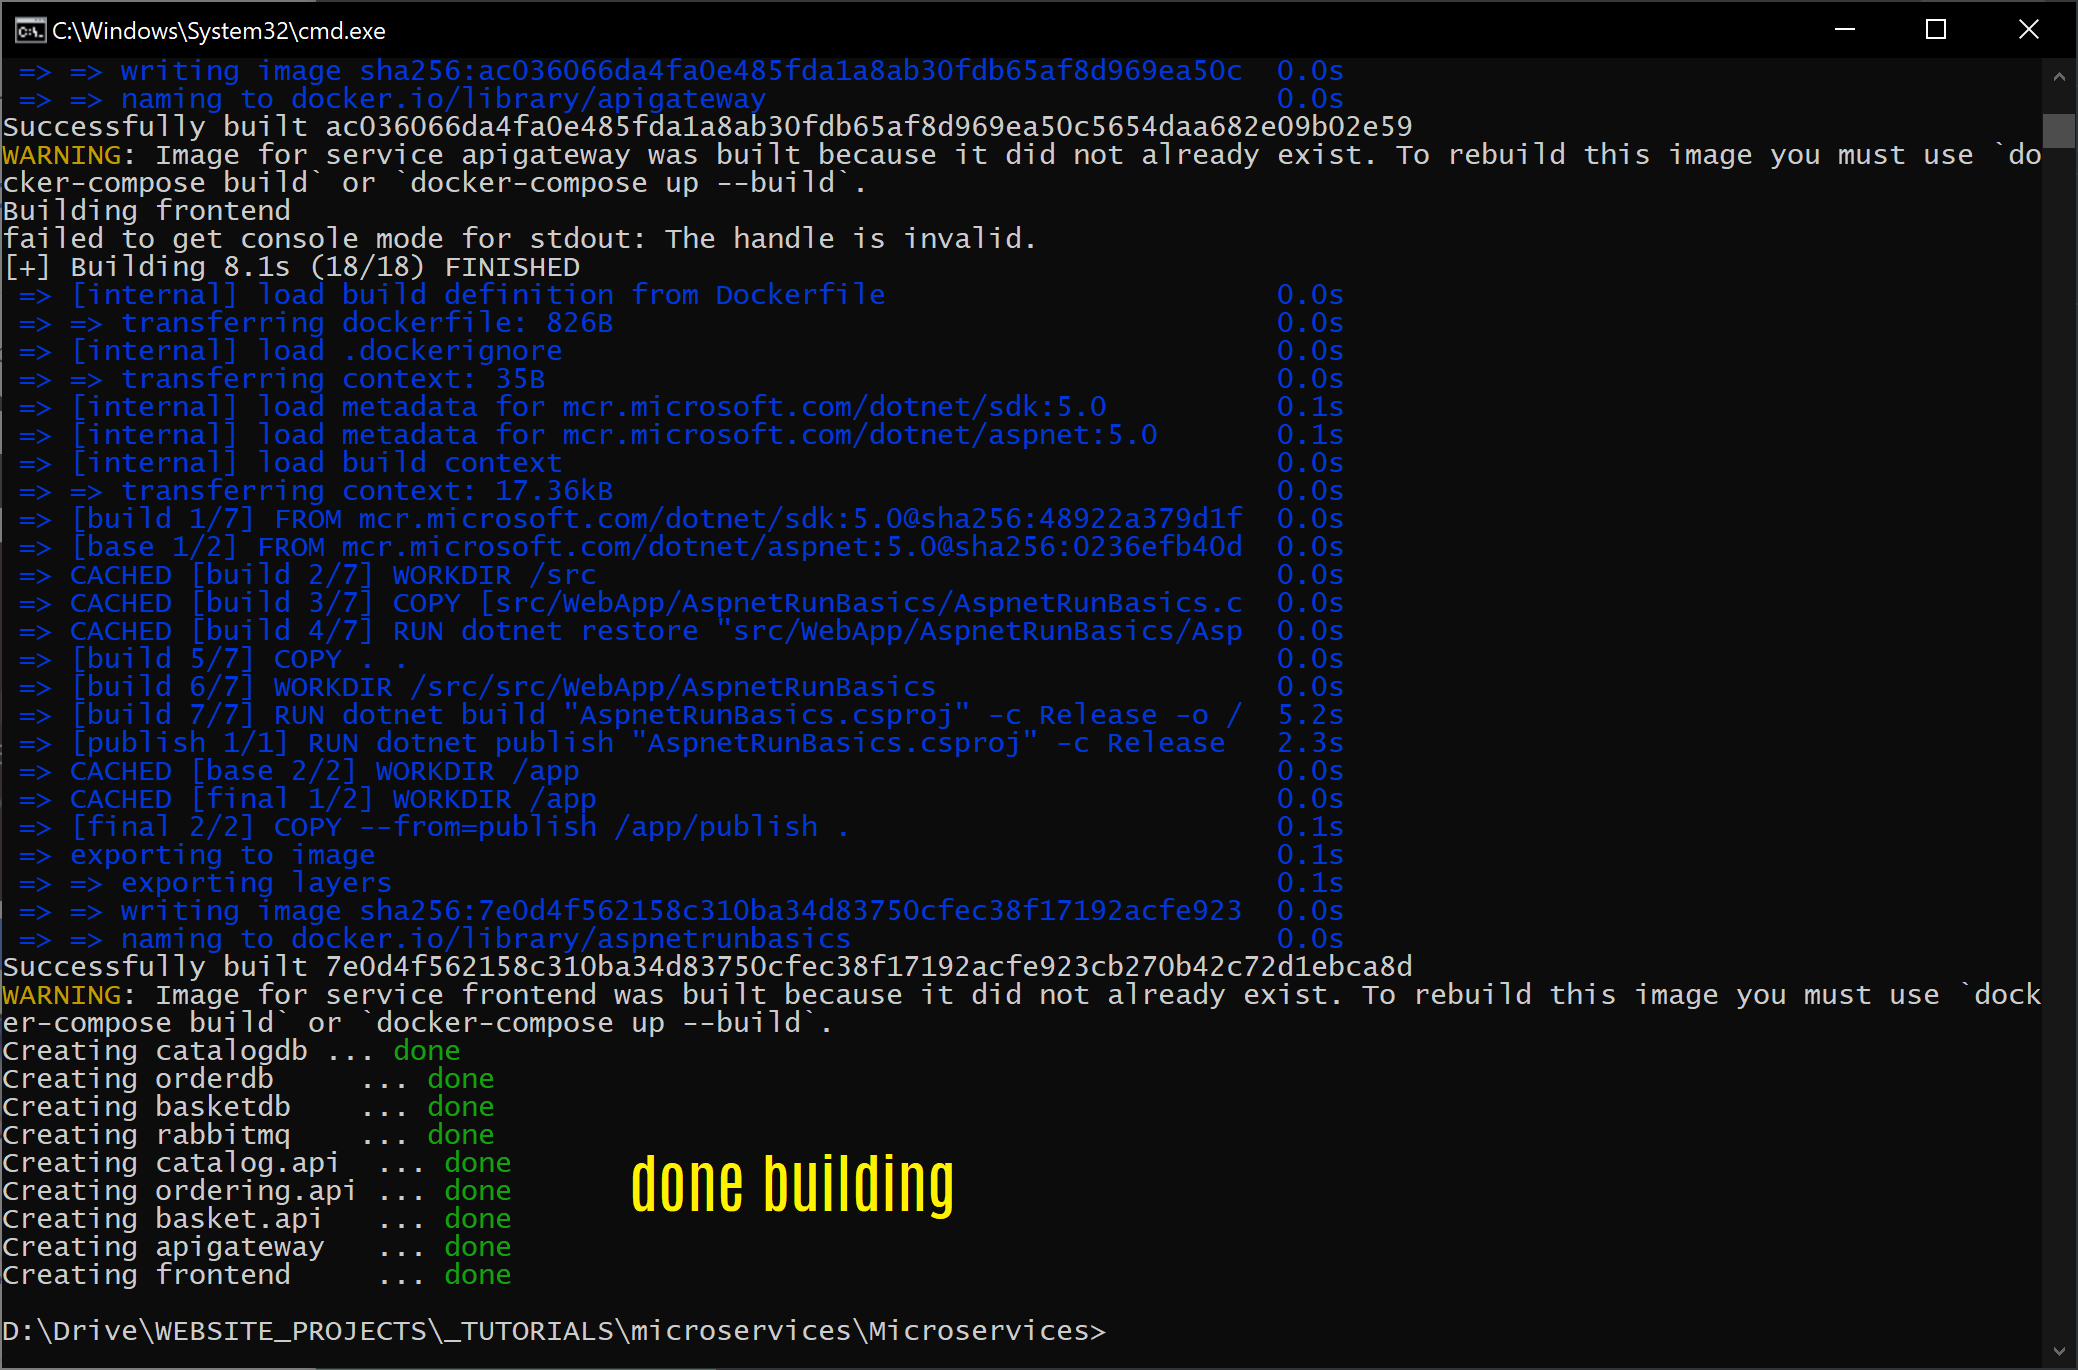 C:\Windows\System32\cmd.exe
=> => writing image sha256:ac036066da4fa0e485fda1a8ab30fdb65af8d969ea50c 0.0s
=> => naming to docker.io/library/apigateway 0.0s
Successfully built ac036066da4fa0e485fda1a8ab30fdb65af8d969ea50c5654daa682e09b02e59
WARNING: Image for service apigateway was built because it did not already exist. To rebuild this image you must use `do
cker-compose build` or `docker-compose up --build`.
Building frontend
failed to get console mode for stdout: The handle is invalid.
[+] Building 8.1s (18/18) FINISHED
=> [internal] load build definition from Dockerfile 0.0s
=> => transferring dockerfile: 826B 0.0s
=> [internal] load .dockerignore 0.0s
=> => transferring context: 35B 0.0s
=> [internal] load metadata for mcr.microsoft.com/dotnet/sdk:5.0 0.1s
=> [internal] load metadata for mcr.microsoft.com/dotnet/aspnet:5.0 0.1s
=> [internal] load build context 0.0s
=> => transferring context: 17.36kB 0.0s
=> [build 1/7] FROM mcr.microsoft.com/dotnet/sdk:5.0@sha256:48922a379d1f 0.0s
=> [base 1/2] FROM mcr.microsoft.com/dotnet/aspnet:5.0@sha256:0236efb40d 0.0s
=> CACHED [build 2/7] WORKDIR /src 0.0s
=> CACHED [build 3/7] COPY [src/WebApp/AspnetRunBasics/AspnetRunBasics.c 0.0s
=> CACHED [build 4/7] RUN dotnet restore "src/WebApp/AspnetRunBasics/Asp 0.0s
=> [build 5/7] COPY . . 0.0s
=> [build 6/7] WORKDIR /src/src/WebApp/AspnetRunBasics 0.0s
=> [build 7/7] RUN dotnet build "AspnetRunBasics.csproj" -c Release -o / 5.2s
=> [publish 1/1] RUN dotnet publish "AspnetRunBasics.csproj" -c Release 2.3s
=> CACHED [base 2/2] WORKDIR /app 0.0s
=> CACHED [final 1/2] WORKDIR /app 0.0s
=> [final 2/2] COPY --from=publish /app/publish . 0.1s
=> exporting to image 0.1s
=> => exporting layers 0.1s
=> => writing image sha256:7e0d4f562158c310ba34d83750cfec38f17192acfe923 0.0s
=> => naming to docker.io/library/aspnetrunbasics 0.0s
Successfully built 7e0d4f562158c310ba34d83750cfec38f17192acfe923cb270b42c72d1ebca8d
WARNING: Image for service frontend was built because it did not already exist. To rebuild this image you must use `dock
er-compose build` or `docker-compose up --build`.
Creating catalogdb ... done
Creating orderdb ... done
Creating basketdb ... done
Creating rabbitmq ... done
Creating catalog.api ... done
Creating ordering.api ... done
Creating basket.api ... done
Creating apigateway ... done
Creating frontend ... done
done building
D:\Drive\WEBSITE_PROJECTS\_TUTORIALS\microservices\Microservices>